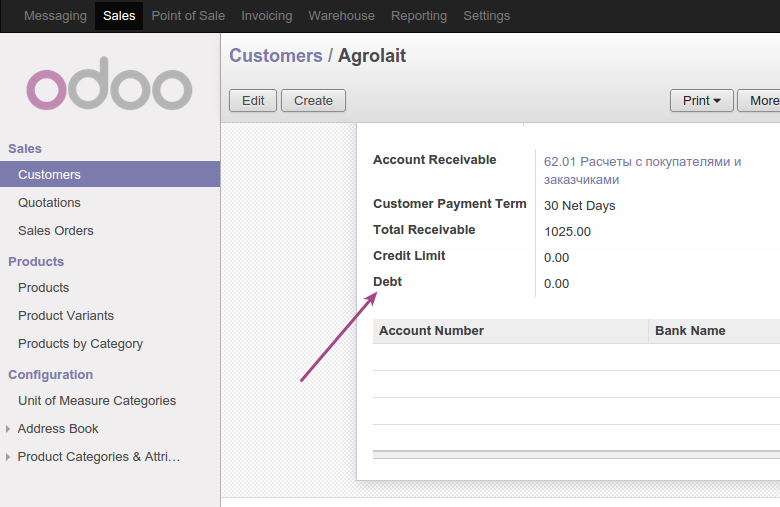 Messaging Sales Point of Sale Invoicing Warehouse Reporting Settings
odoo
Sales
Customers
Quotations
Sales Orders
Products
Products
Product Variants
Products by Category
Configuration
Unit of Measure Categories
Address Book
Product Categories & Attri…
Customers / Agrolait
Edit Create Print More
Account Receivable 62.01 Расчеты с покупателями и
заказчиками
Customer Payment Term 30 Net Days
Total Receivable 1025.00
Credit Limit 0.00
Debt 0.00
Account Number Bank Name